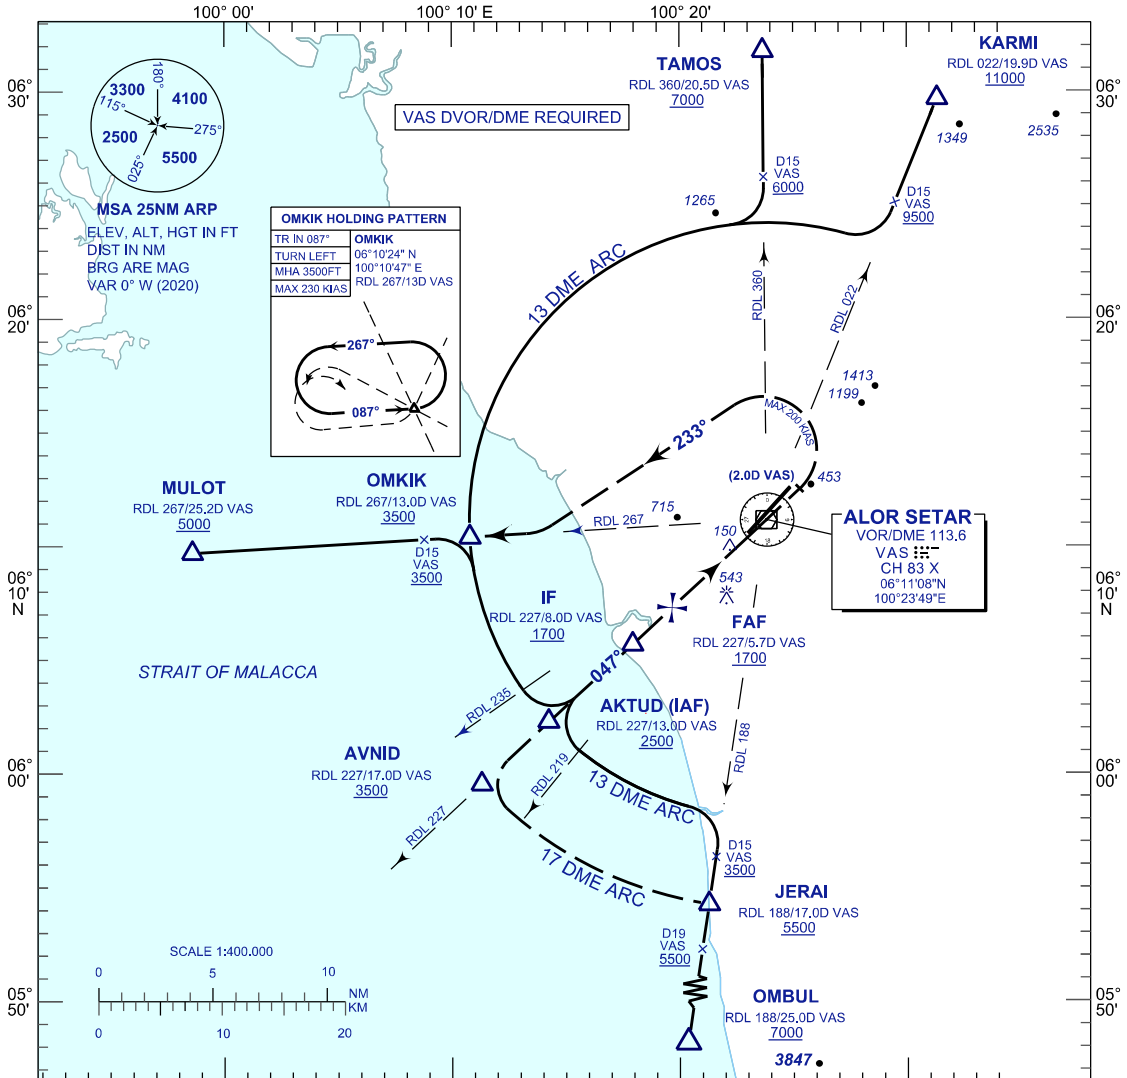 100° 00'
100° 10' E
100° 20'
06°
30'
06°
20'
06°
10'
N
06°
00'
05°
50'
06°
30'
06°
20'
06°
10'
N
06°
00'
05°
50'
3300
180°
4100
115°
275°
2500
5500
025°
MSA 25NM ARP
ELEV, ALT, HGT IN FT
DIST IN NM
BRG ARE MAG
VAR 0° W (2020)
VAS DVOR/DME REQUIRED
TAMOS
RDL 360/20.5D VAS
7000
KARMI
RDL 022/19.9D VAS
11000
1349
2535
D15
VAS
6000
D15
VAS
9500
1265
OMKIK HOLDING PATTERN
TR IN 087°
TURN LEFT
MHA 3500FT
MAX 230 KIAS
OMKIK
06°10'24" N
100°10'47" E
RDL 267/13D VAS
267°
087°
13 DME ARC
RDL 360
RDL 022
1413
1199
MAX 200 KIAS
233°
(2.0D VAS)
453
MULOT
RDL 267/25.2D VAS
5000
OMKIK
RDL 267/13.0D VAS
3500
715
RDL 267
150
D15
VAS
3500
ALOR SETAR
VOR/DME 113.6
VAS
CH 83 X
06°11'08"N
100°23'49"E
543
IF
RDL 227/8.0D VAS
1700
FAF
RDL 227/5.7D VAS
1700
047°
STRAIT OF MALACCA
RDL 235
AKTUD (IAF)
RDL 227/13.0D VAS
2500
RDL 188
AVNID
RDL 227/17.0D VAS
3500
RDL 219
13 DME ARC
RDL 227
17 DME ARC
D15
VAS
3500
JERAI
RDL 188/17.0D VAS
5500
D19
VAS
5500
SCALE 1:400.000
0 5 10
NM
KM
0 10 20
OMBUL
RDL 188/25.0D VAS
7000
3847